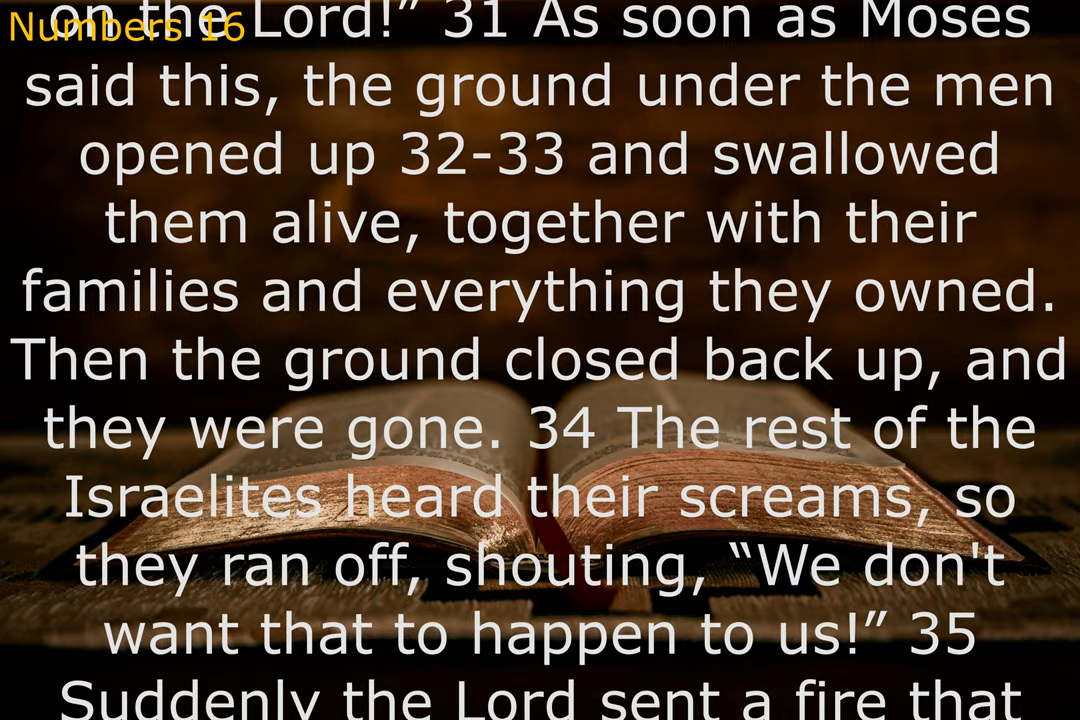 Numbers 16
on the Lord!” 31 As soon as Moses
said this, the ground under the men
opened up 32-33 and swallowed
them alive, together with their
families and everything they owned.
Then the ground closed back up, and
they were gone. 34 The rest of the
Israelites heard their screams, so
they ran off, shouting, “We don't
want that to happen to us!” 35
Suddenly the Lord sent a fire that